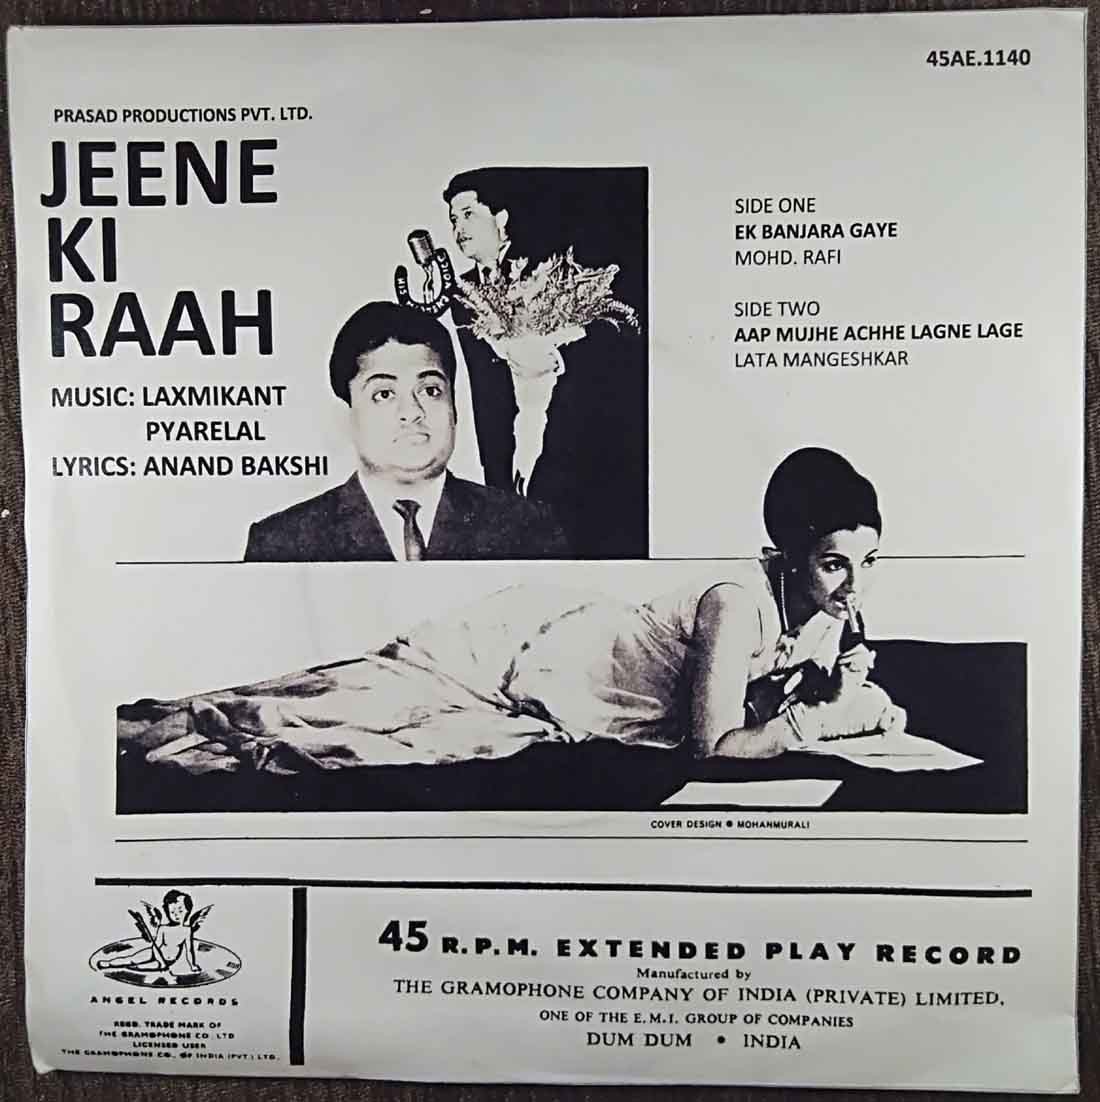 45AE.1140
PRASAD PRODUCTIONS PVT. LTD.
JEENE
KI
RAAH
MUSIC: LAXMIKANT
PYARELAL
LYRICS: ANAND BAKSHI
SIDE ONE
EK BANJARA GAYE
MOHD. RAFI
SIDE TWO
AAP MUJHE ACHHE LAGNE LAGE
LATA MANGESHKAR
HIS MASTER'S VOICE
COVER DESIGN ● MOHANMURALI
ANGEL RECORDS
REGD. TRADE MARK OF
THE GRAMOPHONE CO. LTD
LICENSED USER
THE GRAMOPHONE CO., OF INDIA (PVT.) LTD.
45 R.P.M. EXTENDED PLAY RECORD
Manufactured by
THE GRAMOPHONE COMPANY OF INDIA (PRIVATE) LIMITED,
ONE OF THE E.M.I. GROUP OF COMPANIES
DUM DUM • INDIA